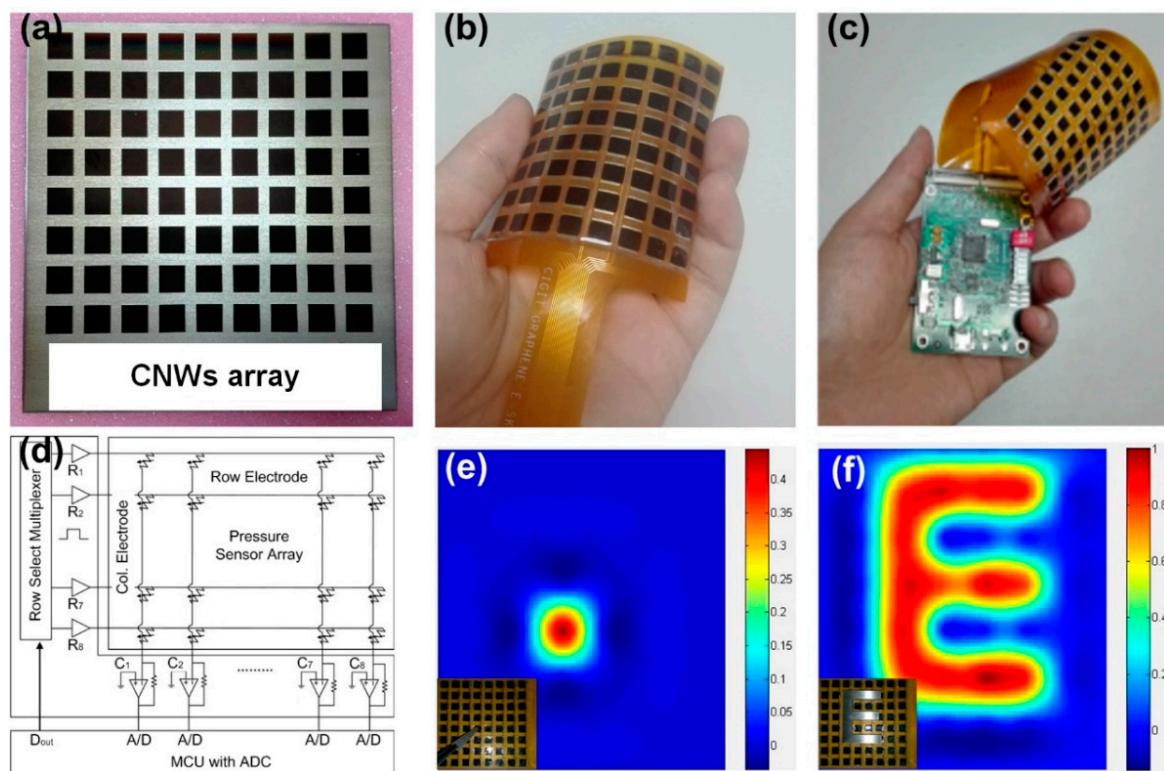 (a)
CNWs array
(b)
CIGIT GRAPHENE E SK
(c)
(d)
Row Select Multiplexer
R1
R2
R7
R8
Col. Electrode
Row Electrode
Pressure
Sensor Array
C1
C2
.........
C7
C8
Dout
A/D
A/D
A/D
A/D
MCU with ADC
(e)
0.4
0.35
0.3
0.25
0.2
0.15
0.1
0.05
0
(f)
1
0.8
0.6
0.4
0.2
0
-0.2